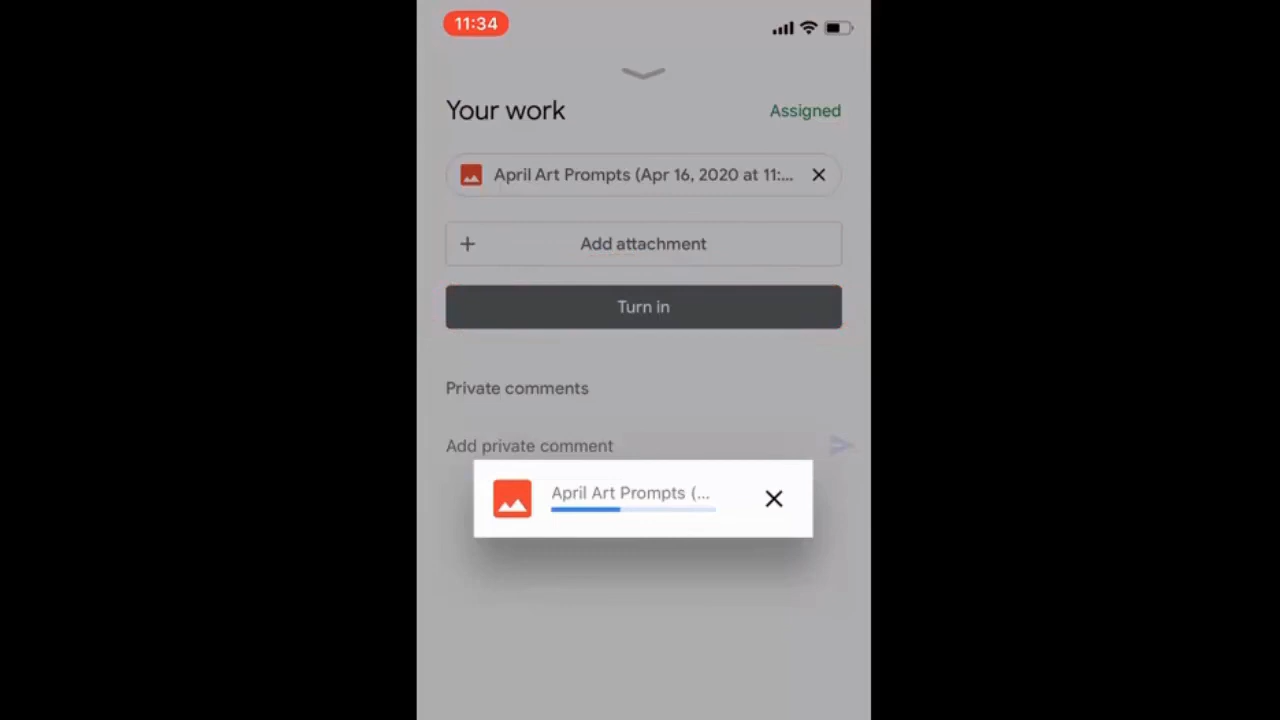 11:34
Your work
Assigned
April Art Prompts (Apr 16, 2020 at 11:...
Add attachment
Turn in
Private comments
Add private comment
April Art Prompts (...